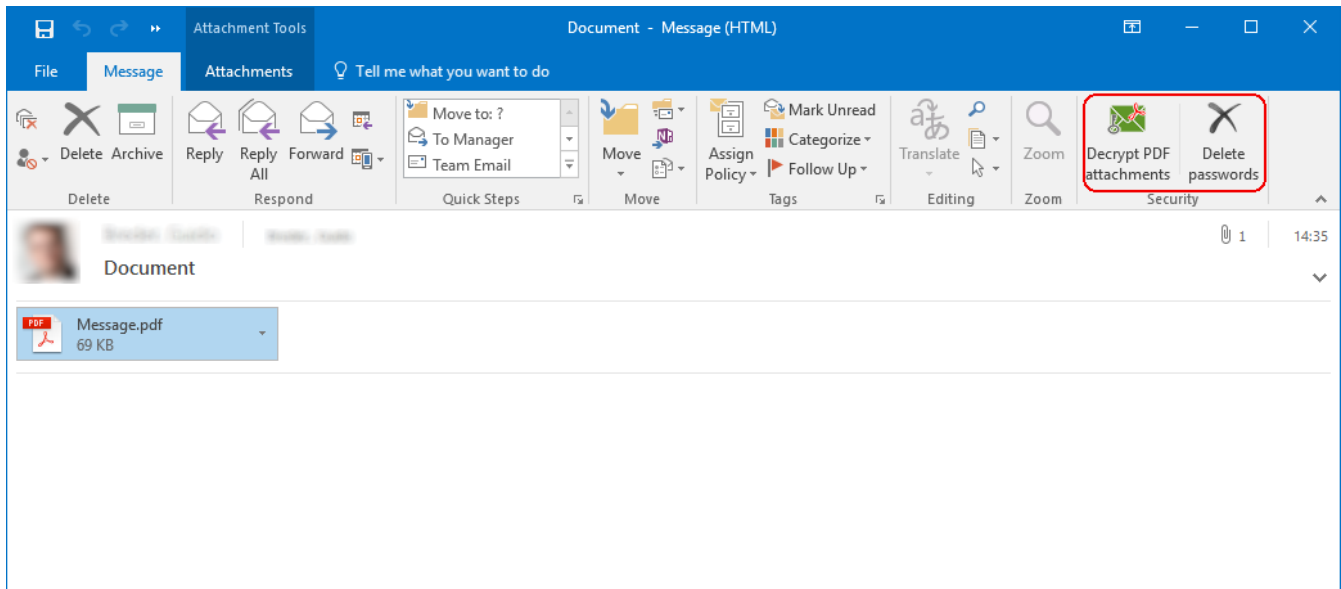 Attachment Tools
Document - Message (HTML)
File
Message
Attachments
Tell me what you want to do
Delete
Archive
Reply
Reply
All
Forward
Move to: ?
To Manager
Team Email
Move
Assign
Policy
Mark Unread
Categorize
Follow Up
Translate
Zoom
Decrypt PDF
attachments
Delete
passwords
Delete
Respond
Quick Steps
Move
Tags
Editing
Zoom
Security
1
14:35
Document
PDF
Message.pdf
69 KB